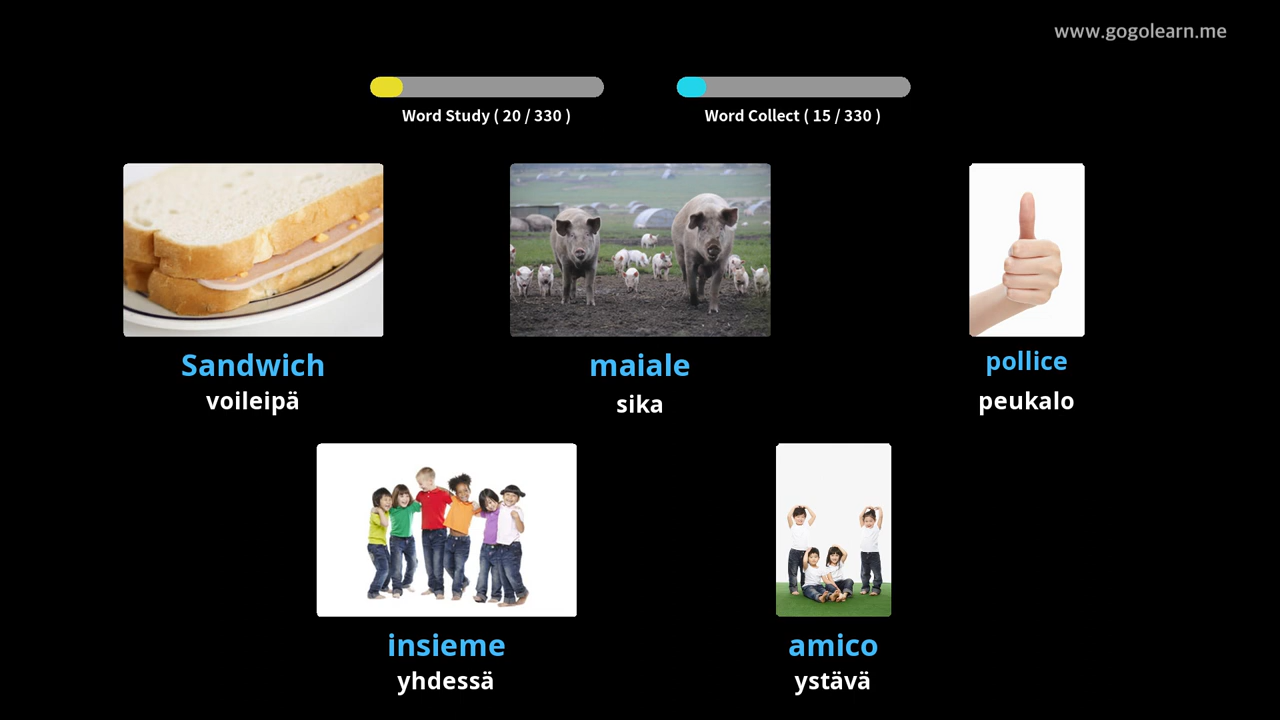 www.gogolearn.me
Word Study ( 20 / 330 )
Word Collect ( 15 / 330 )
Sandwich
voileipä
maiale
sika
pollice
peukalo
insieme
yhdessä
amico
ystävä